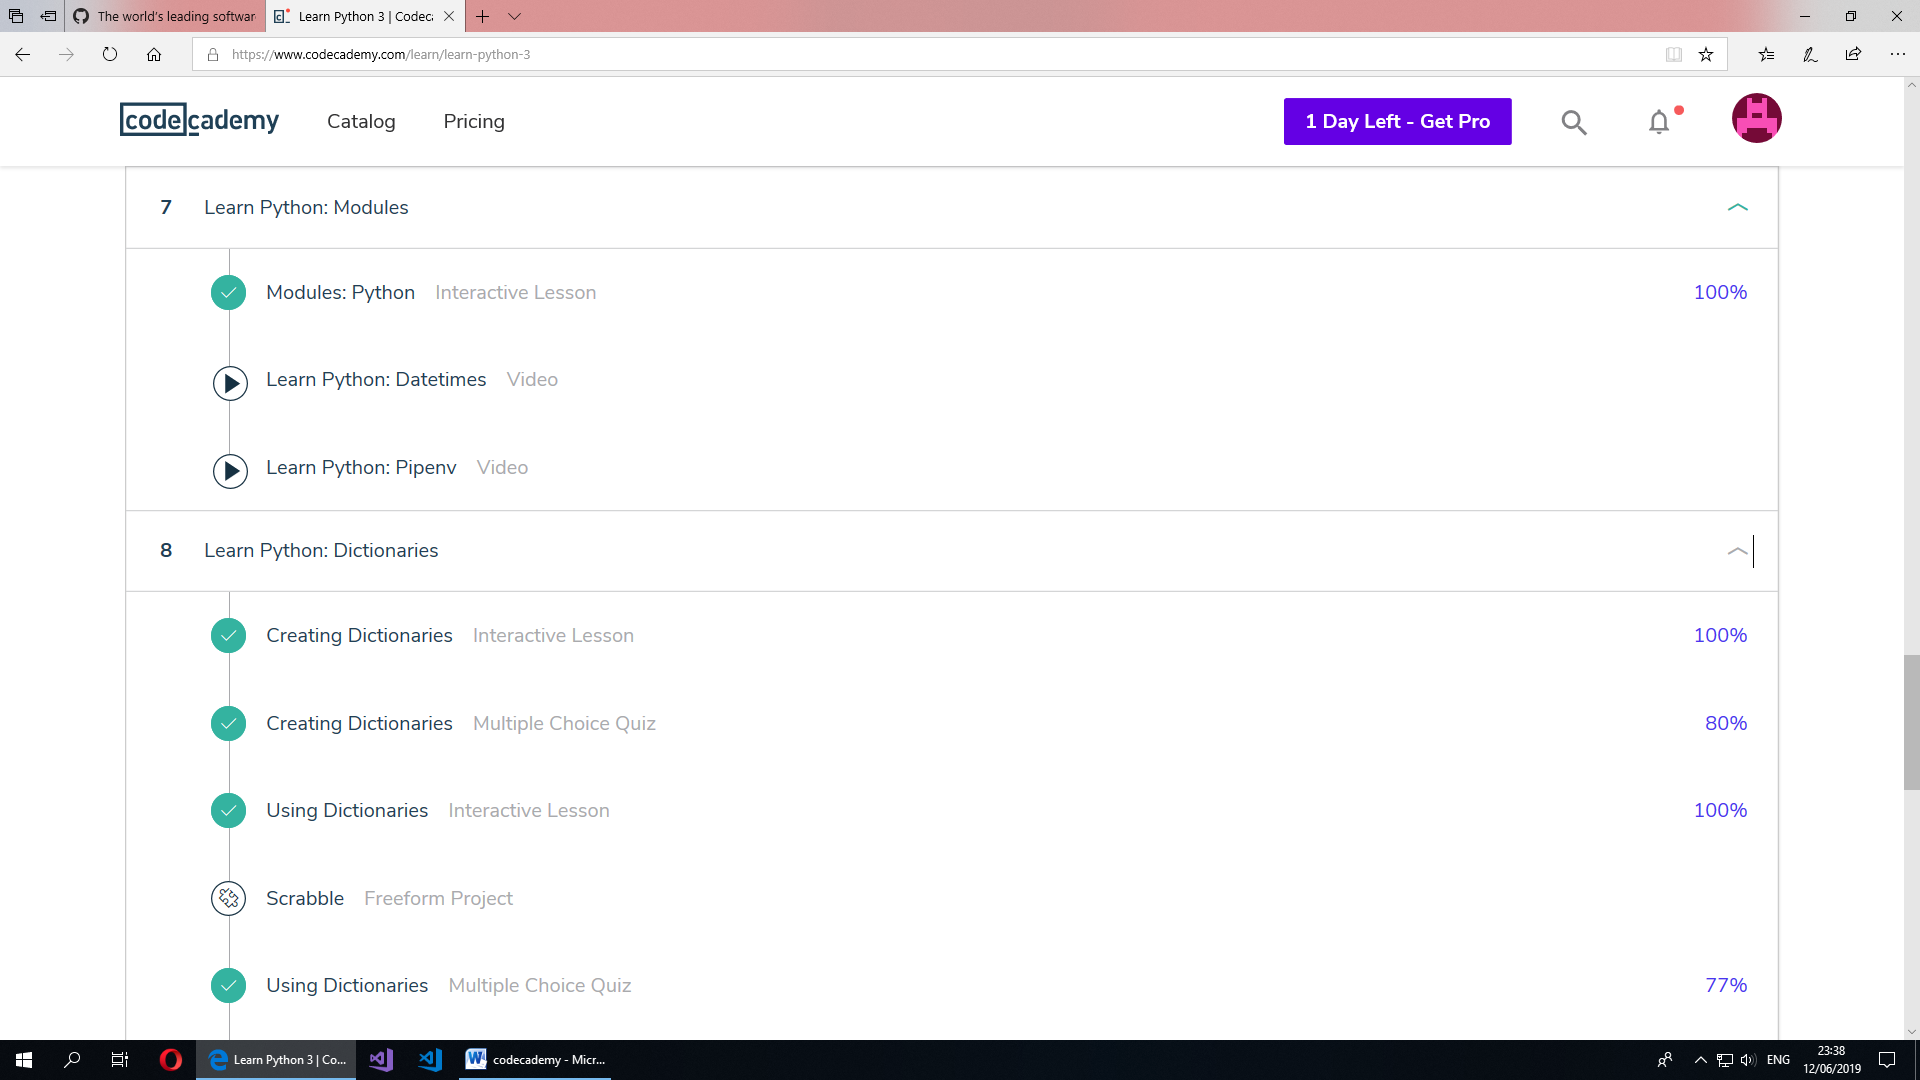 The world's leading softwar
Learn Python 3 | Codeca
https://www.codecademy.com/learn/learn-python-3
codecademy
Catalog
Pricing
1 Day Left - Get Pro
7 Learn Python: Modules
Modules: Python Interactive Lesson 100%
Learn Python: Datetimes Video
Learn Python: Pipenv Video
8 Learn Python: Dictionaries
Creating Dictionaries Interactive Lesson 100%
Creating Dictionaries Multiple Choice Quiz 80%
Using Dictionaries Interactive Lesson 100%
Scrabble Freeform Project
Using Dictionaries Multiple Choice Quiz 77%
Learn Python 3 | Co...
codecademy - Micr...
ENG
23:38
12/06/2019